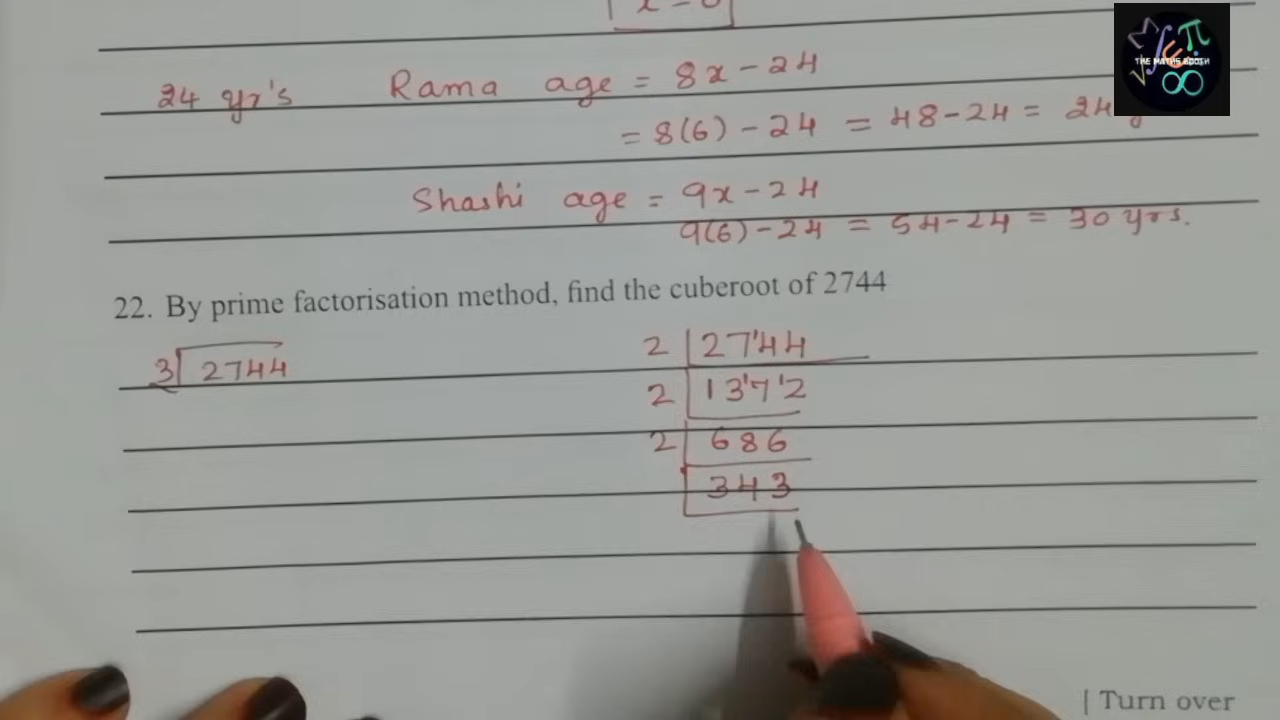 24 yr's Rama age = 8x - 24
= 8(6) - 24 = 48 - 24 = 24
Shashi age = 9x - 24
9(6) - 24 = 54 - 24 = 30 yrs.
22. By prime factorisation method, find the cuberoot of 2744
3√2744
2 | 27'44
2 | 13'7'2
2 | 686
343
| Turn over
THE MATHS BOOTH